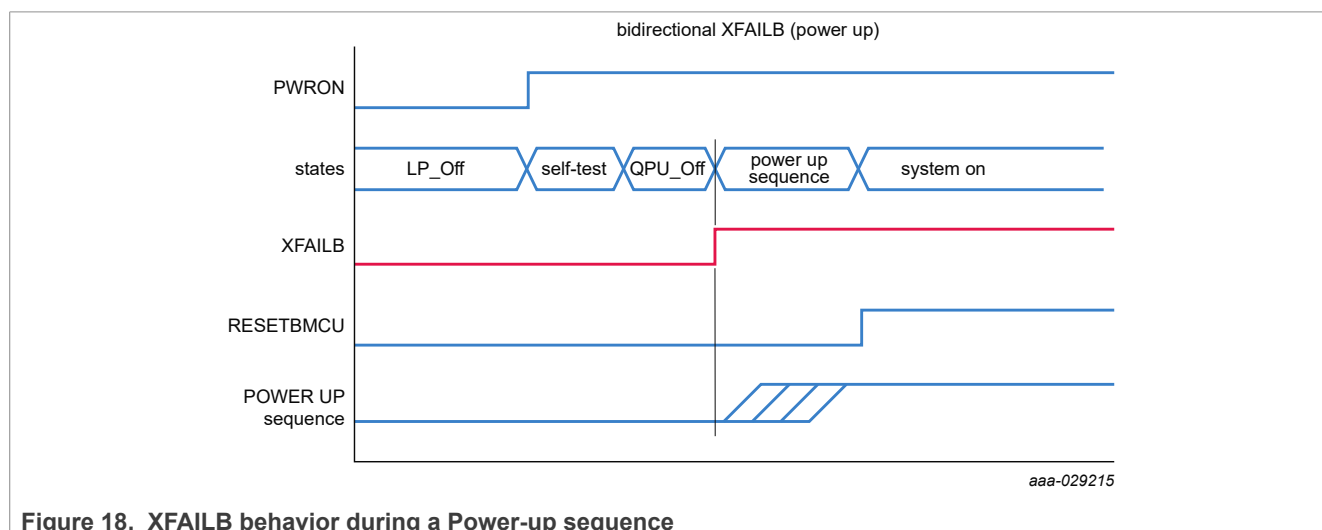 bidirectional XFAILB (power up)
PWRON
states
LP_Off
self-test
QPU_Off
power up
sequence
system on
XFAILB
RESETBMCU
POWER UP
sequence
aaa-029215
Figure 18. XFAILB behavior during a Power-up sequence